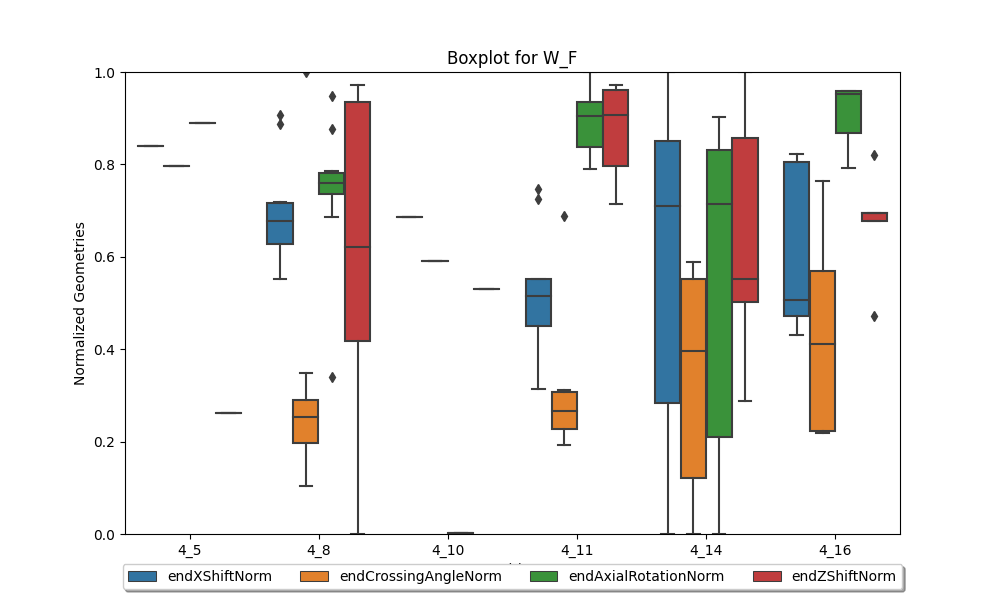 Boxplot for W_F
Normalized Geometries
1.0
0.8
0.6
0.4
0.2
0.0
4_5 4_8 4_10 4_11 4_14 4_16
endXShiftNorm endCrossingAngleNorm endAxialRotationNorm endZShiftNorm